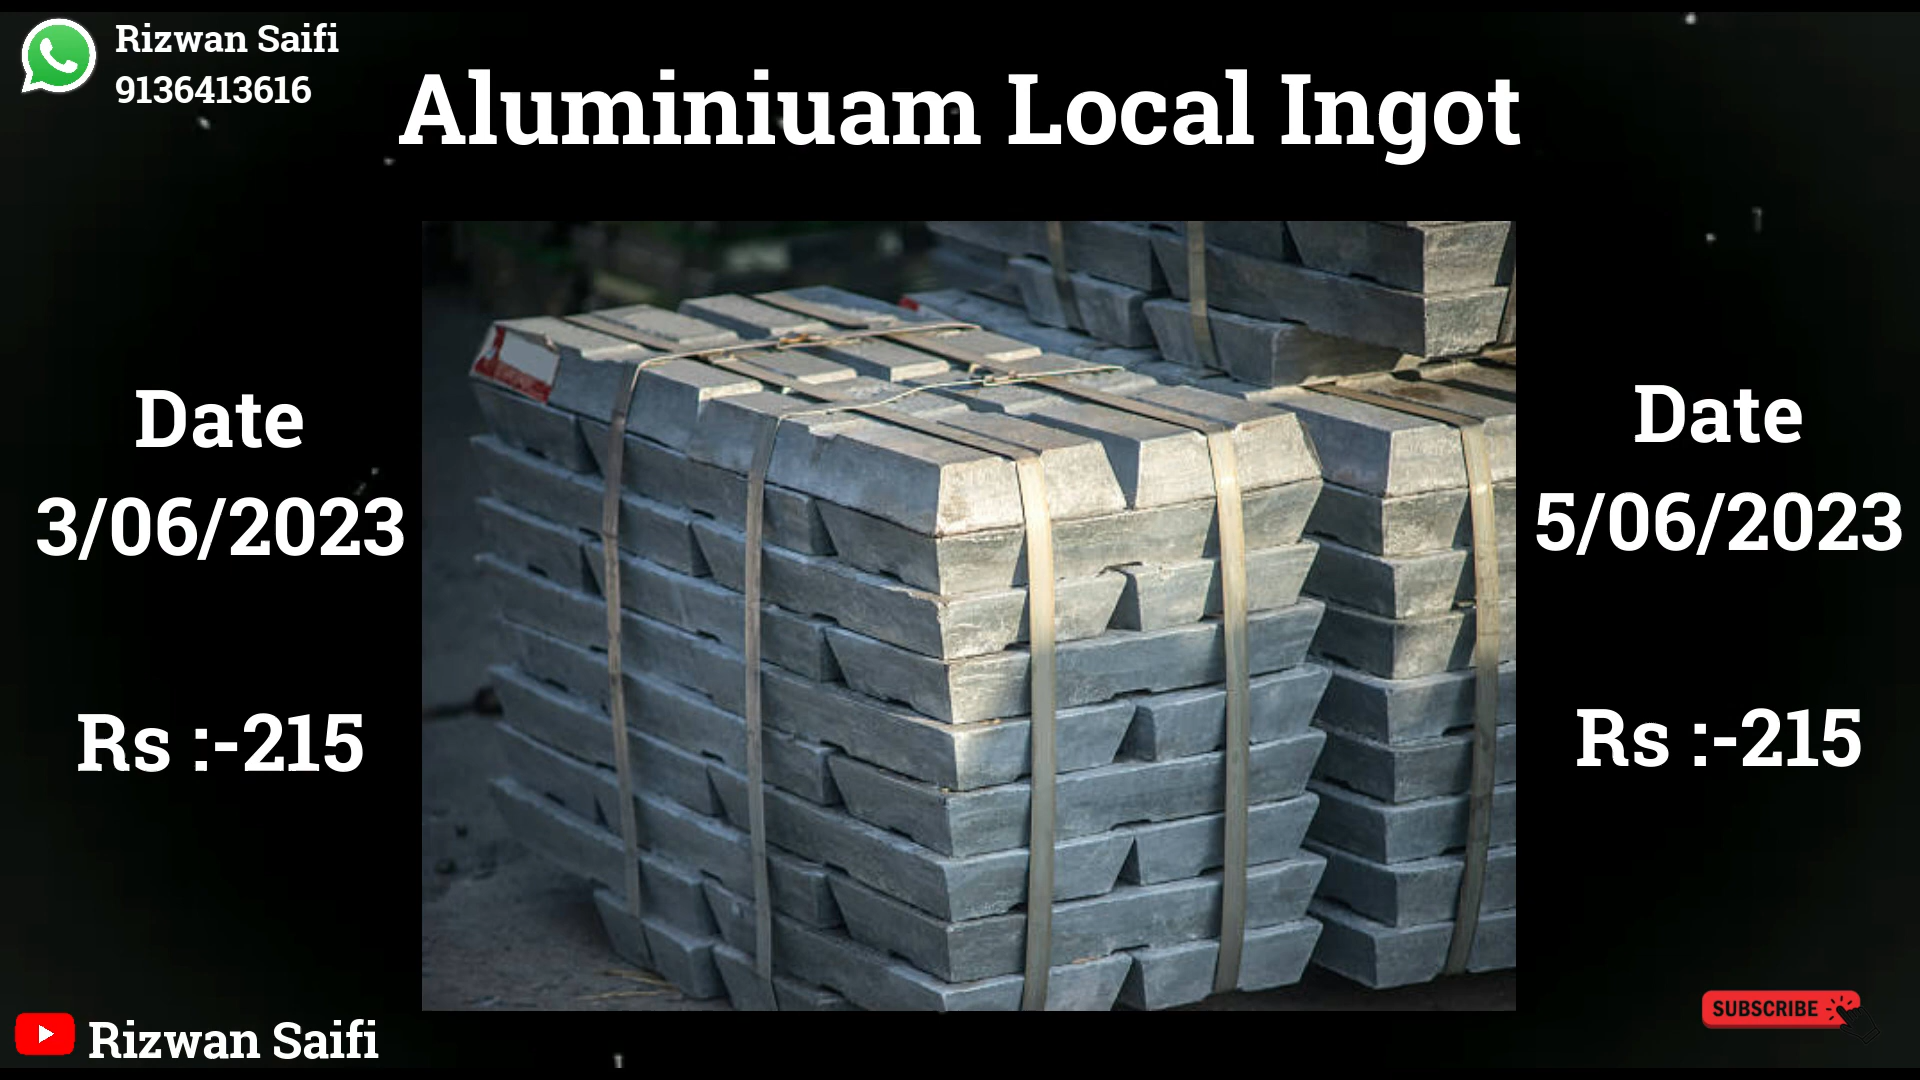 Rizwan Saifi
9136413616
Aluminiuam Local Ingot
Date
3/06/2023
Rs :-215
Date
5/06/2023
Rs :-215
Rizwan Saifi
SUBSCRIBE